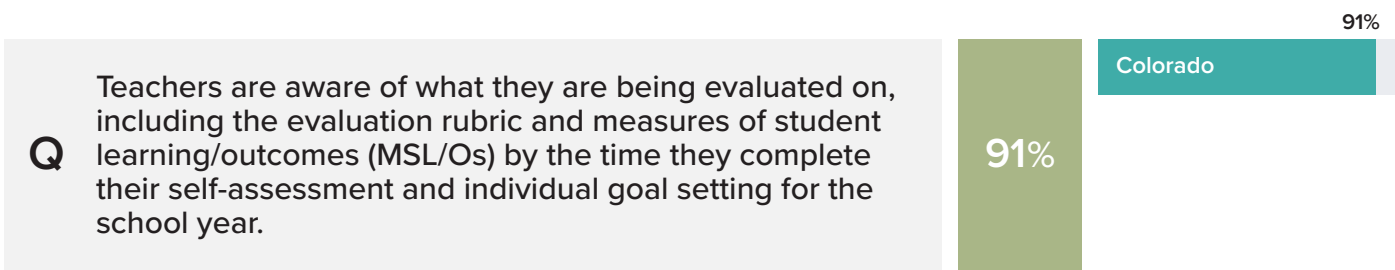 91%
Colorado
Q
Teachers are aware of what they are being evaluated on,
including the evaluation rubric and measures of student
learning/outcomes (MSL/Os) by the time they complete
their self-assessment and individual goal setting for the
school year.
91%